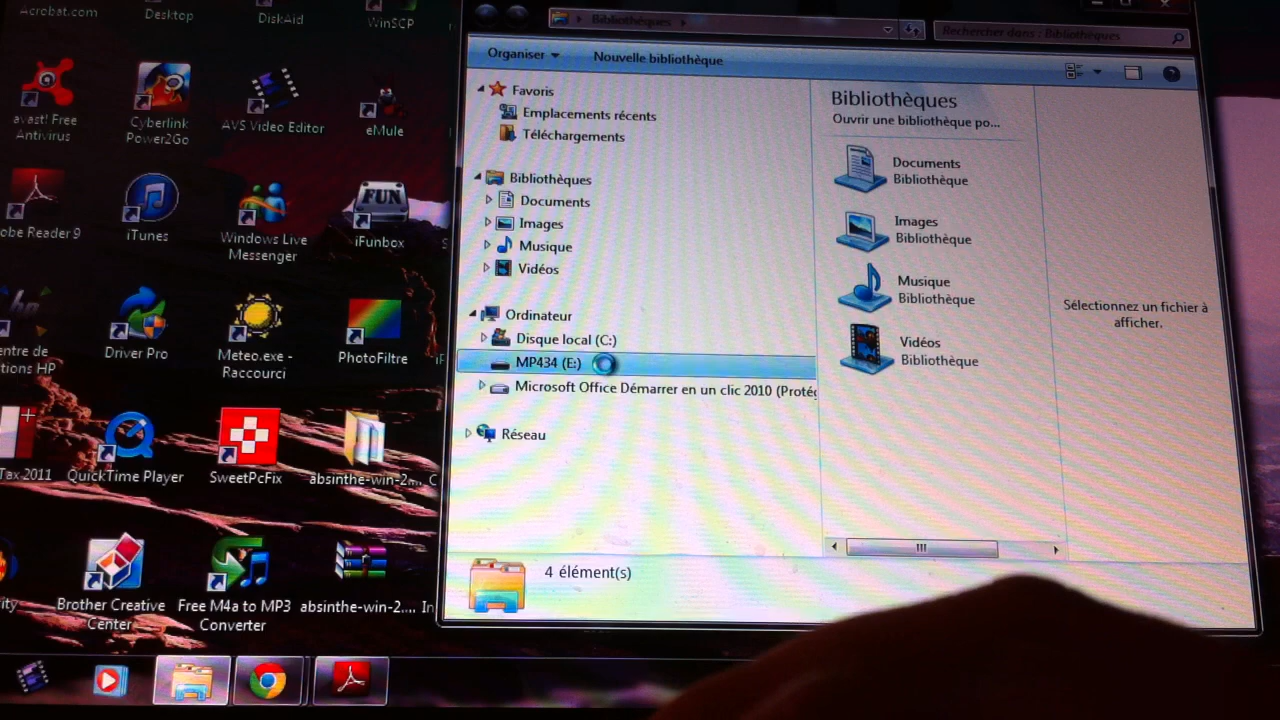 Acrobat.com
Desktop
DiskAid
WinSCP
avast! Free
Antivirus
Cyberlink
Power2Go
AVS Video Editor
eMule
obe Reader 9
iTunes
Windows Live
Messenger
FUN
iFunbox
entre de
tions HP
Driver Pro
Meteo.exe -
Raccourci
PhotoFiltre
Tax 2011
QuickTime Player
SweetPcFix
absinthe-win-2...
Brother Creative
Center
Free M4a to MP3
Converter
absinthe-win-2....
Bibliothèques
Rechercher dans : Bibliothèques
Organiser
Nouvelle bibliothèque
Favoris
Emplacements récents
Téléchargements
Bibliothèques
Documents
Images
Musique
Vidéos
Ordinateur
Disque local (C:)
MP434 (E:)
Microsoft Office Démarrer en un clic 2010 (Protég
Réseau
Bibliothèques
Ouvrir une bibliothèque po...
Documents
Bibliothèque
Images
Bibliothèque
Musique
Bibliothèque
Vidéos
Bibliothèque
Sélectionnez un fichier à
afficher.
4 élément(s)